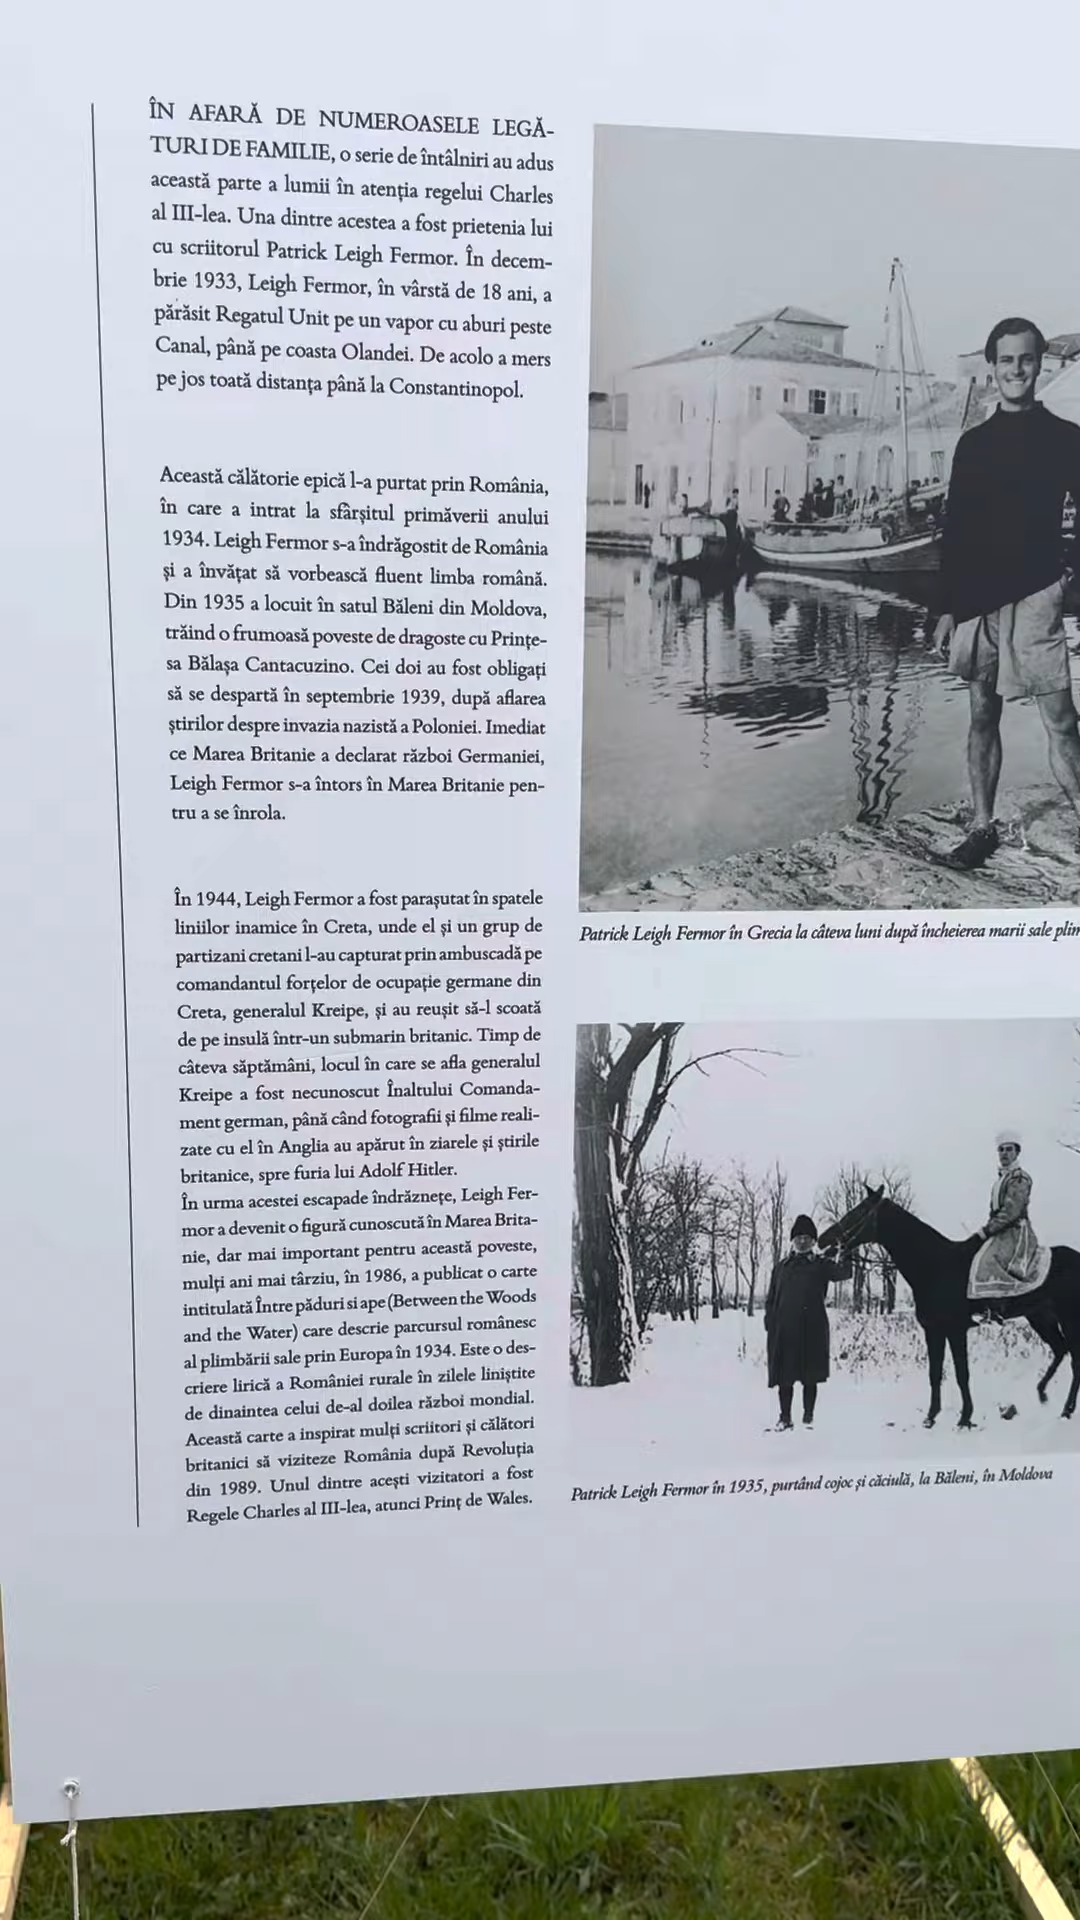 ÎN AFARĂ DE NUMEROASELE LEGĂ-
TURI DE FAMILIE, o serie de întâlniri au adus
această parte a lumii în atenția regelui Charles
al III-lea. Una dintre acestea a fost prietenia lui
cu scriitorul Patrick Leigh Fermor. În decem-
brie 1933, Leigh Fermor, în vârstă de 18 ani, a
părăsit Regatul Unit pe un vapor cu aburi peste
Canal, până pe coasta Olandei. De acolo a mers
pe jos toată distanța până la Constantinopol.
Această călătorie epică l-a purtat prin România,
în care a intrat la sfârșitul primăverii anului
1934. Leigh Fermor s-a îndrăgostit de România
și a învățat să vorbească fluent limba română.
Din 1935 a locuit în satul Băleni din Moldova,
trăind o frumoasă poveste de dragoste cu Prințe-
sa Bălașa Cantacuzino. Cei doi au fost obligați
să se despartă în septembrie 1939, după aflarea
știrilor despre invazia nazistă a Poloniei. Imediat
ce Marea Britanie a declarat război Germaniei,
Leigh Fermor s-a întors în Marea Britanie pen-
tru a se înrola.
În 1944, Leigh Fermor a fost parașutat în spatele
liniilor inamice în Creta, unde el și un grup de
partizani cretani l-au capturat prin ambuscadă pe
comandantul forțelor de ocupație germane din
Creta, generalul Kreipe, și au reușit să-l scoată
de pe insulă într-un submarin britanic. Timp de
câteva săptămâni, locul în care se afla generalul
Kreipe a fost necunoscut Înaltului Comanda-
ment german, până când fotografii și filme reali-
zate cu el în Anglia au apărut în ziarele și știrile
britanice, spre furia lui Adolf Hitler.
În urma acestei escapade îndrăznețe, Leigh Fer-
mor a devenit o figură cunoscută în Marea Brita-
nie, dar mai important pentru această poveste,
mulți ani mai târziu, în 1986, a publicat o carte
intitulată Între păduri si ape (Between the Woods
and the Water) care descrie parcursul românesc
al plimbării sale prin Europa în 1934. Este o des-
criere lirică a României rurale în zilele liniștite
de dinaintea celui de-al doilea război mondial.
Această carte a inspirat mulți scriitori și călători
britanici să viziteze România după Revoluția
din 1989. Unul dintre acești vizitatori a fost
Regele Charles al III-lea, atunci Prinț de Wales.
Patrick Leigh Fermor în Grecia la câteva luni după încheierea marii sale plim
Patrick Leigh Fermor în 1935, purtând cojoc și căciulă, la Băleni, în Moldova